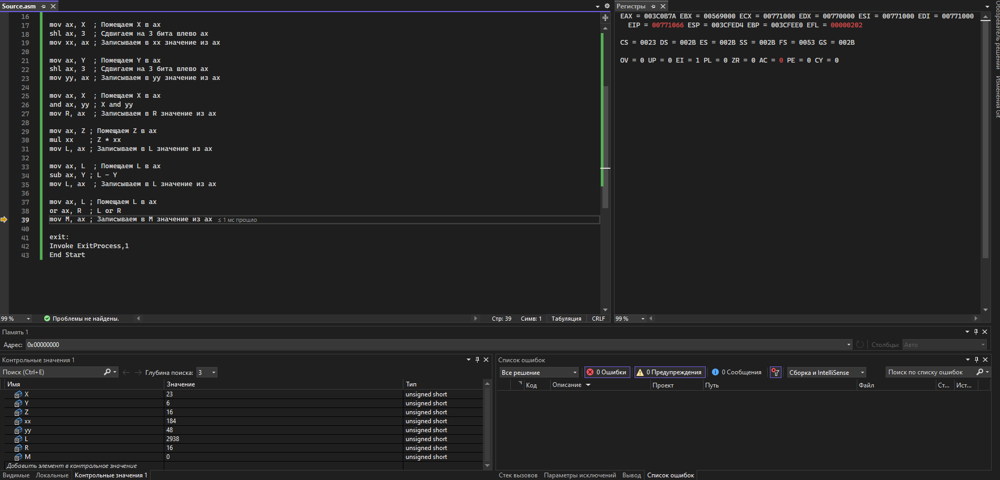 Source.asm
16
17 mov ax, X ; Помещаем X в ax
18 shl ax, 3 ; Сдвигаем на 3 бита влево ax
19 mov xx, ax ; Записываем в xx значение из ax
20
21 mov ax, Y ; Помещаем Y в ax
22 shl ax, 3 ; Сдвигаем на 3 бита влево ax
23 mov yy, ax ; Записываем в yy значение из ax
24
25 mov ax, X ; Помещаем X в ax
26 and ax, yy ; X and yy
27 mov R, ax ; Записываем в R значение из ax
28
29 mov ax, Z ; Помещаем Z в ax
30 mul xx ; Z * xx
31 mov L, ax ; Записываем в L значение из ax
32
33 mov ax, L ; Помещаем L в ax
34 sub ax, Y ; L - Y
35 mov L, ax ; Записываем в L значение из ax
36
37 mov ax, L ; Помещаем L в ax
38 or ax, R ; L or R
39 mov M, ax ; Записываем в M значение из ax ≤ 1 мс прошло
40
41 exit:
42 Invoke ExitProcess,1
43 End Start
99 % Проблемы не найдены. Стр: 39 Симв: 1 Табуляция CRLF
Регистры
EAX = 003C0B7A EBX = 00569000 ECX = 00771000 EDX = 00770000 ESI = 00771000 EDI = 00771000
EIP = 00771066 ESP = 003CFED4 EBP = 003CFEE0 EFL = 00000202
CS = 0023 DS = 002B ES = 002B SS = 002B FS = 0053 GS = 002B
OV = 0 UP = 0 EI = 1 PL = 0 ZR = 0 AC = 0 PE = 0 CY = 0
99 %
Обозреватель решений
Изменения Git
Память 1
Адрес: 0x00000000 Столбцы: Авто
Контрольные значения 1
Поиск (Ctrl+E) Глубина поиска: 3
Имя Значение Тип
X 23 unsigned short
Y 6 unsigned short
Z 16 unsigned short
xx 184 unsigned short
yy 48 unsigned short
L 2938 unsigned short
R 16 unsigned short
M 0 unsigned short
Добавить элемент в контрольное значение
Видимые Локальные Контрольные значения 1
Список ошибок
Все решение 0 Ошибки 0 Предупреждения 0 Сообщения Сборка и IntelliSense Поиск по списку ошибок
Код Описание Проект Путь Файл Ст... Ист...
Стек вызовов Параметры исключений Вывод Список ошибок